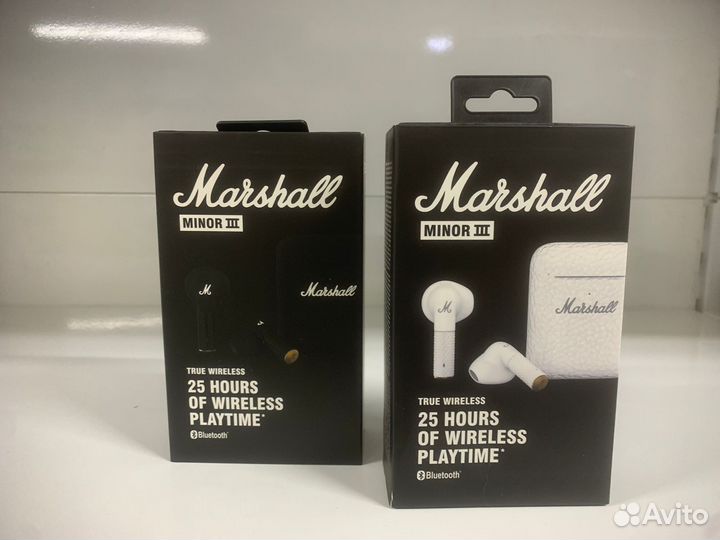 Marshall
MINOR III
M
Marshall
TRUE WIRELESS
25 HOURS
OF WIRELESS
PLAYTIME*
Bluetooth
Marshall
MINOR III
M
Marshall
TRUE WIRELESS
25 HOURS
OF WIRELESS
PLAYTIME*
Bluetooth
Avito